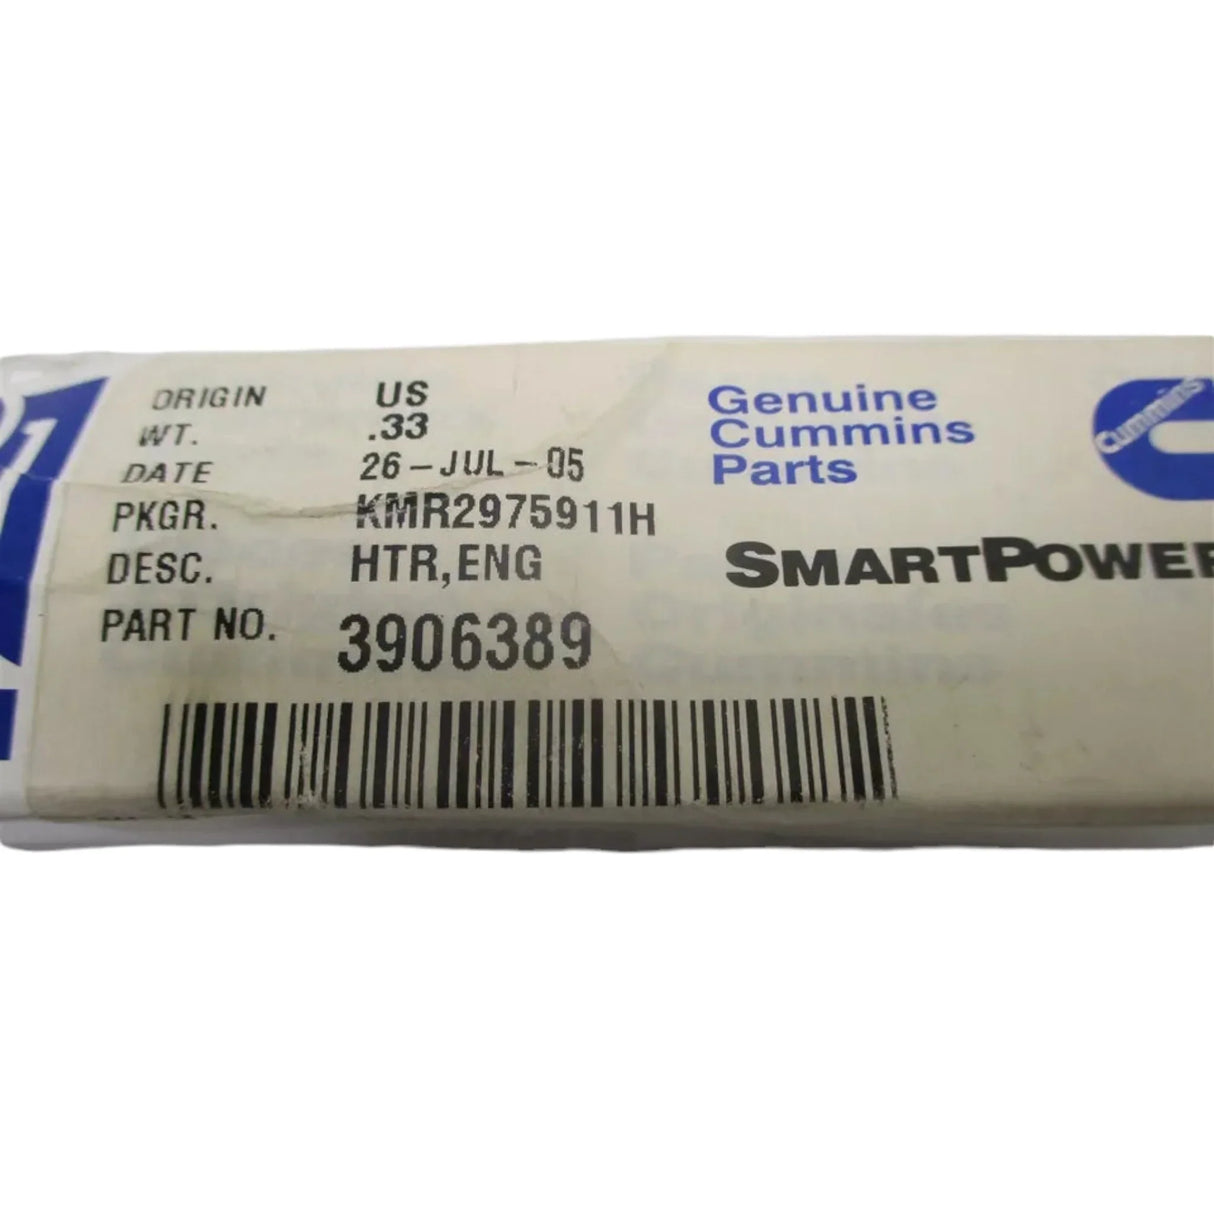 ORIGIN US
WT. .33
DATE 26-JUL-05
PKGR. KMR2975911H
DESC. HTR,ENG
PART NO. 3906389
Genuine
Cummins
Parts
Cummins
SMARTPOWER